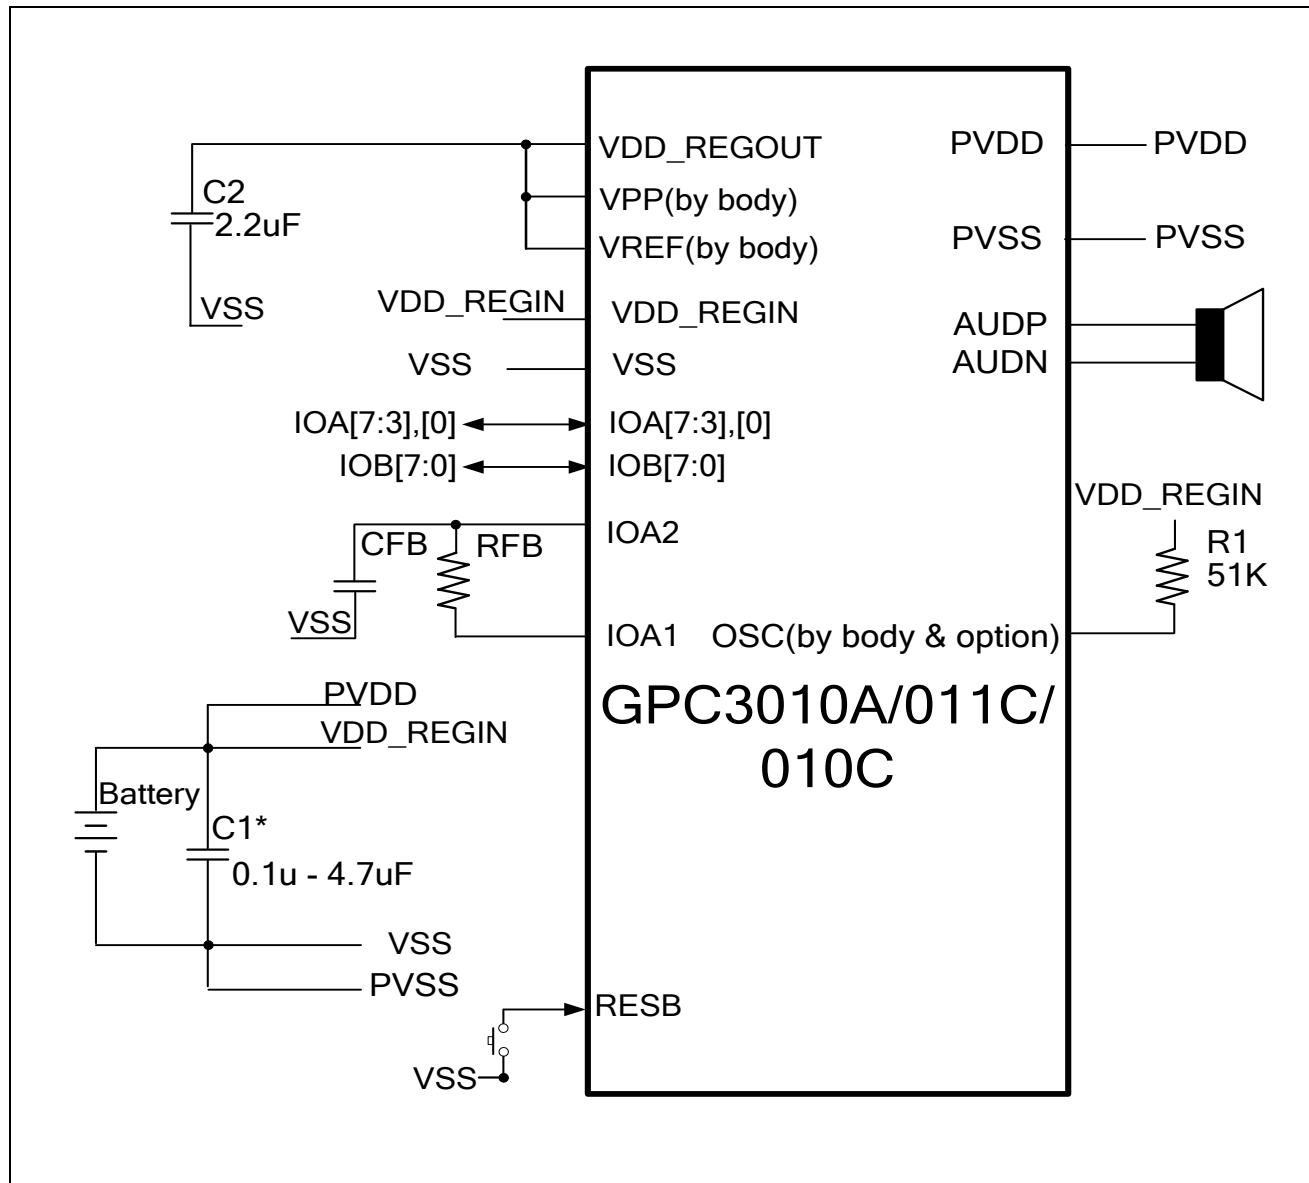 VDD_REGOUT
PVDD
PVDD
C2
2.2uF
VPP(by body)
VREF(by body)
PVSS
PVSS
VSS
VDD_REGIN
VDD_REGIN
AUDP
VSS
VSS
AUDN
IOA[7:3],[0]
IOA[7:3],[0]
IOB[7:0]
IOB[7:0]
VDD_REGIN
CFB
RFB
IOA2
R1
51K
VSS
IOA1
OSC(by body & option)
PVDD
VDD_REGIN
GPC3010A/011C/
010C
Battery
C1*
0.1u - 4.7uF
VSS
PVSS
RESB
VSS